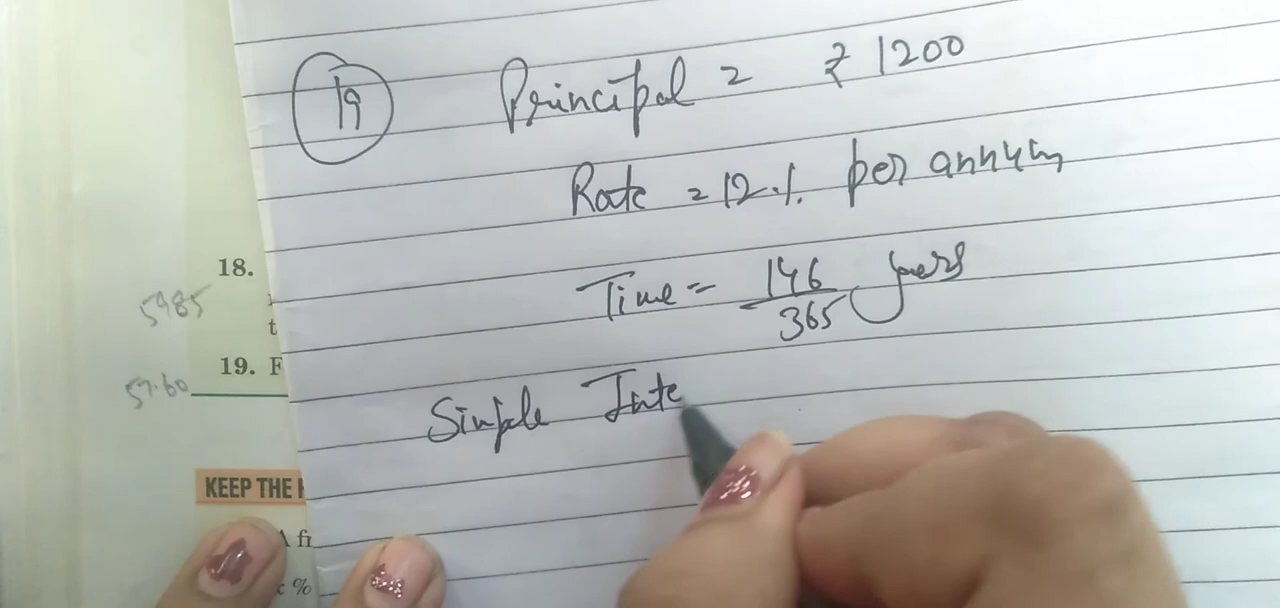 19 Principal = ₹ 1200
Rate = 12 % per annum
18.
Time = 146/365 years
5985
t
19. F
57.60
Simple Inte
KEEP THE
A fi
c %